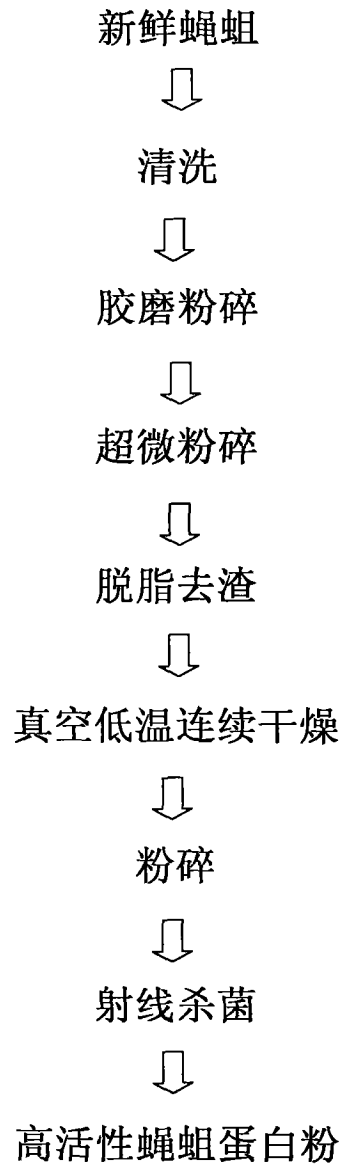 新鲜蝇蛆
清洗
胶磨粉碎
超微粉碎
脱脂去渣
真空低温连续干燥
粉碎
射线杀菌
高活性蝇蛆蛋白粉